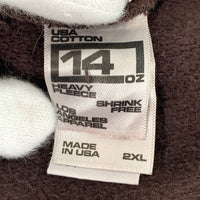 USA
COTTON
14 OZ
HEAVY
FLEECE
SHRINK
FREE
LOS
ANGELES
APPAREL
MADE
IN USA
2XL